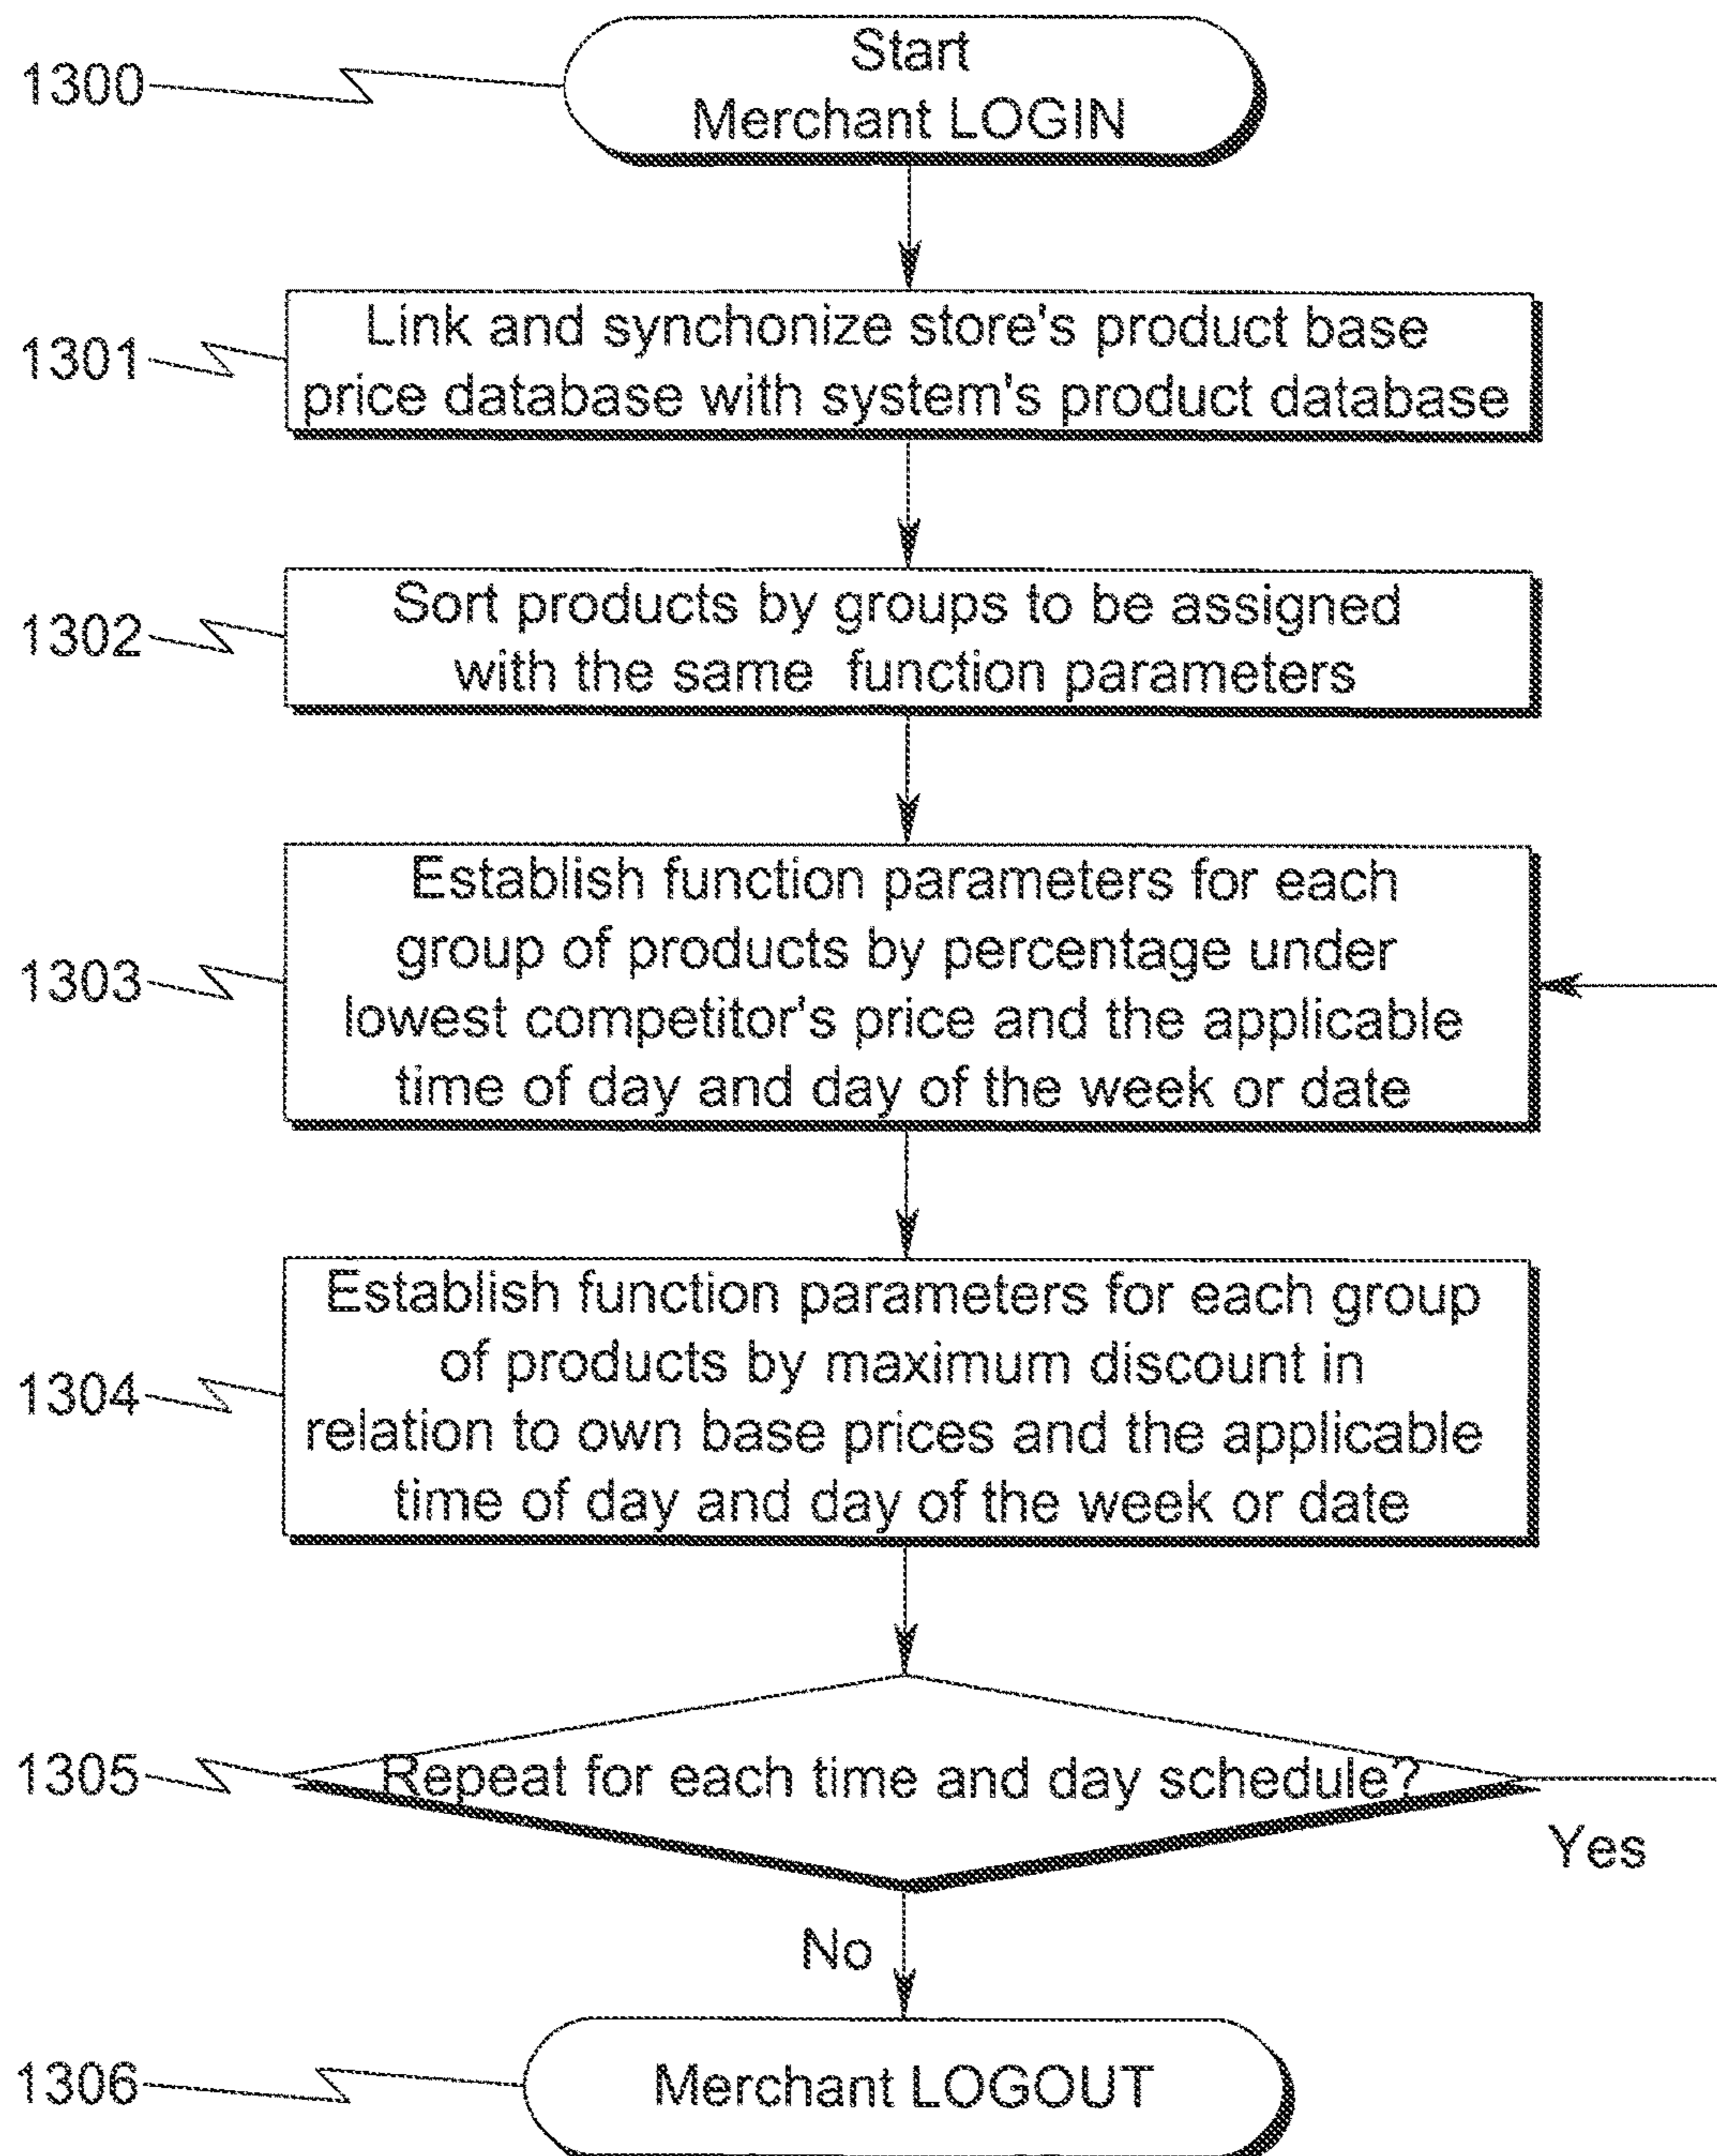 1300
Start
Merchant LOGIN
1301
Link and synchonize store's product base
price database with system's product database
1302
Sort products by groups to be assigned
with the same function parameters
1303
Establish function parameters for each
group of products by percentage under
lowest competitor's price and the applicable
time of day and day of the week or date
1304
Establish function parameters for each group
of products by maximum discount in
relation to own base prices and the applicable
time of day and day of the week or date
1305
Repeat for each time and day schedule?
Yes
No
1306
Merchant LOGOUT